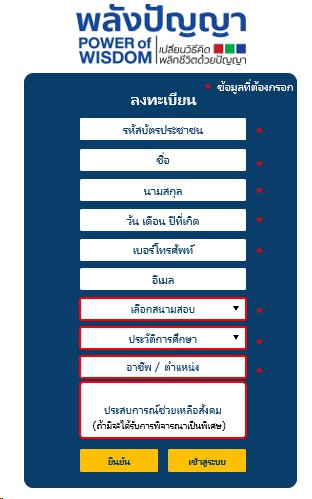 พลังปัญญา
POWER of
WISDOM
เปลี่ยนวิธีคิด
พลิกชีวิตด้วยปัญญา
* ข้อมูลที่ต้องกรอก
ลงทะเบียน
รหัสบัตรประชาชน *
ชื่อ *
นามสกุล *
วัน เดือน ปีที่เกิด *
เบอร์โทรศัพท์ *
อีเมล
เลือกสนามสอบ *
ประวัติการศึกษา *
อาชีพ / ตำแหน่ง *
ประสบการณ์ช่วยเหลือสังคม
(ถ้ามีจะได้รับการพิจารณาเป็นพิเศษ)
ยืนยัน
เข้าสู่ระบบ